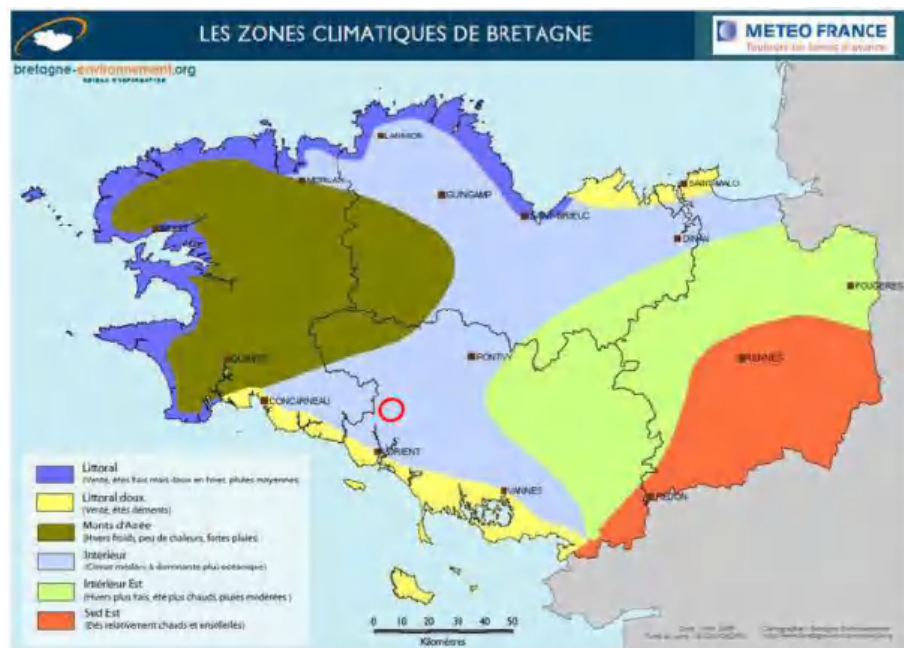 LES ZONES CLIMATIQUES DE BRETAGNE
METEO FRANCE
Toujours un temps d'avance
bretagne-environnement.org
RESEAU D'INFORMATION
LANNION
MORLAIX
GUINGAMP
SAINT-MALO
SAINT-BRIEUC
BREST
DINAN
FOUGERES
PONTIVY
RENNES
QUIMPER
CONCARNEAU
LORIENT
VANNES
REDON
Littoral
(Venté, étés frais mais doux en hiver, pluies moyennes)
Littoral doux
(Venté, étés cléments)
Monts d'Arrée
(Hivers froids, peu de chaleurs, fortes pluies)
Intérieur
(Climat médian, à dominante plus océanique)
Intérieur Est
(Hivers plus frais, été plus chauds, pluies modérées)
Sud Est
(Étés relativement chauds et ensoleillés)
0 10 20 30 40 50
Kilomètres